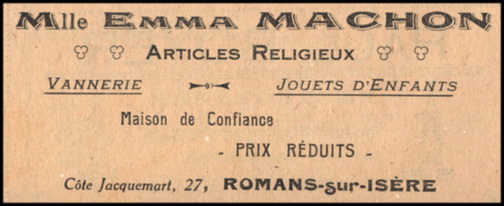 Mlle EMMA MACHON
ARTICLES RELIGIEUX
VANNERIE JOUETS D'ENFANTS
Maison de Confiance
- PRIX RÉDUITS -
Côte Jacquemart, 27, ROMANS-sur-ISÈRE